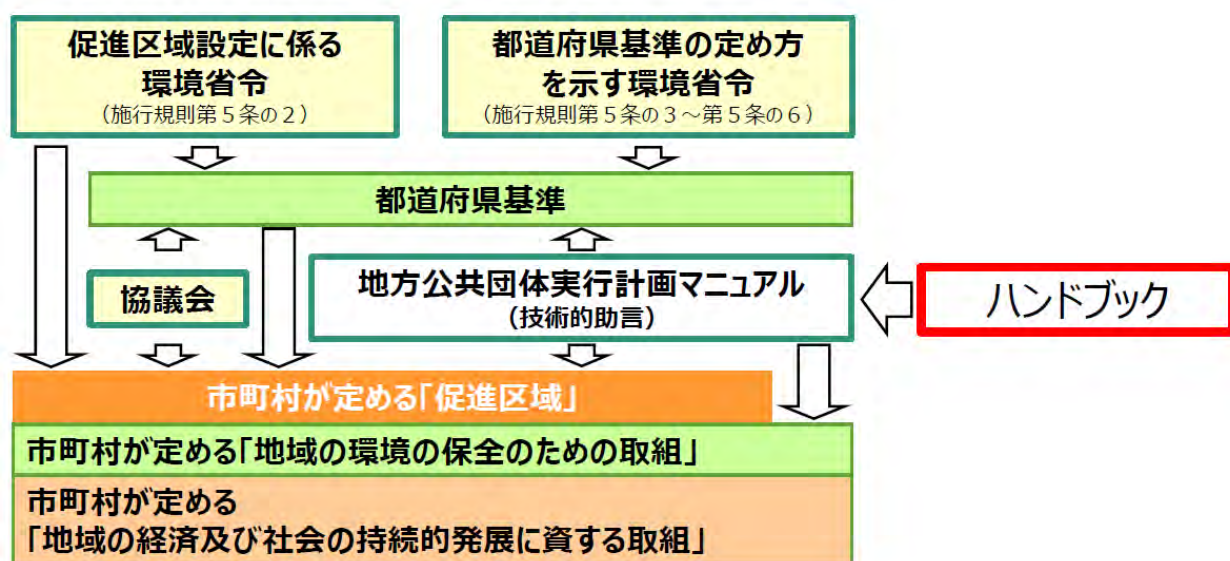 促進区域設定に係る
環境省令
（施行規則第５条の２）
都道府県基準の定め方
を示す環境省令
（施行規則第５条の３～第５条の６）
都道府県基準
協議会
地方公共団体実行計画マニュアル
（技術的助言）
ハンドブック
市町村が定める「促進区域」
市町村が定める「地域の環境の保全のための取組」
市町村が定める
「地域の経済及び社会の持続的発展に資する取組」